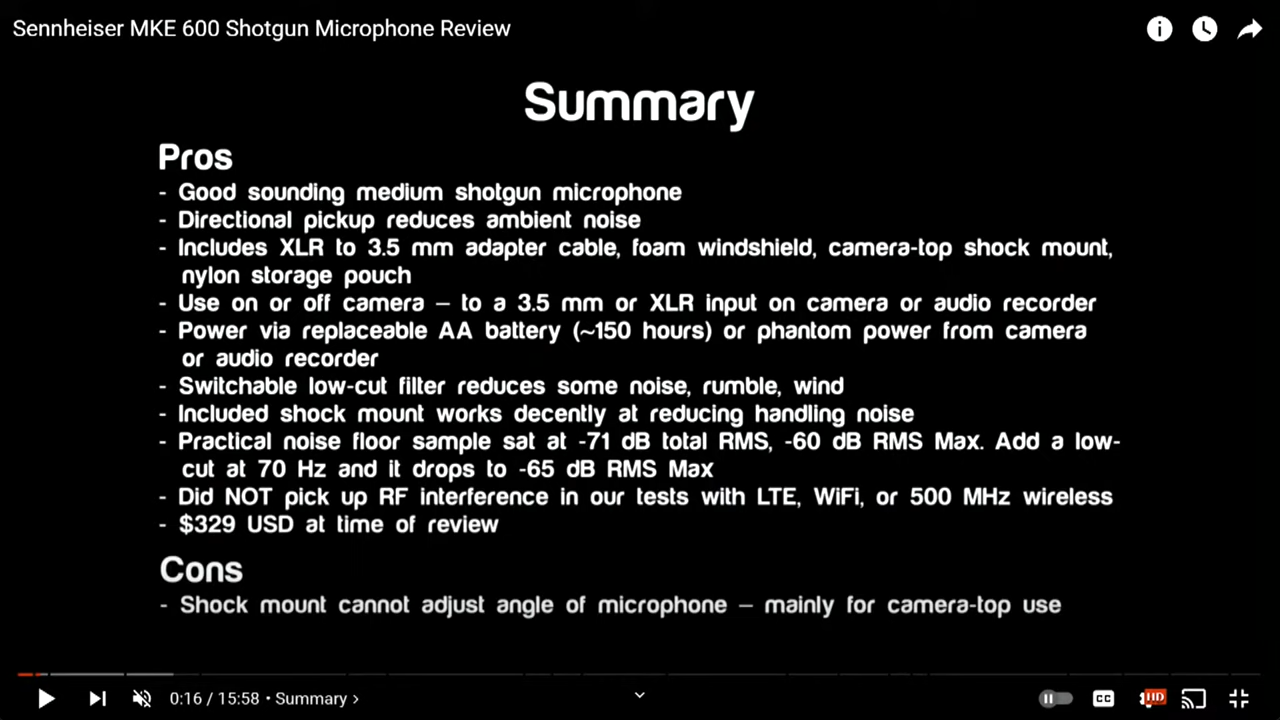 Sennheiser MKE 600 Shotgun Microphone Review
Summary
Pros
- Good sounding medium shotgun microphone
- Directional pickup reduces ambient noise
- Includes XLR to 3.5 mm adapter cable, foam windshield, camera-top shock mount,
nylon storage pouch
- Use on or off camera – to a 3.5 mm or XLR input on camera or audio recorder
- Power via replaceable AA battery (~150 hours) or phantom power from camera
or audio recorder
- Switchable low-cut filter reduces some noise, rumble, wind
- Included shock mount works decently at reducing handling noise
- Practical noise floor sample sat at -71 dB total RMS, -60 dB RMS Max. Add a low-
cut at 70 Hz and it drops to -65 dB RMS Max
- Did NOT pick up RF interference in our tests with LTE, WiFi, or 500 MHz wireless
- $329 USD at time of review
Cons
- Shock mount cannot adjust angle of microphone – mainly for camera-top use
0:16 / 15:58 • Summary ›
CC
HD